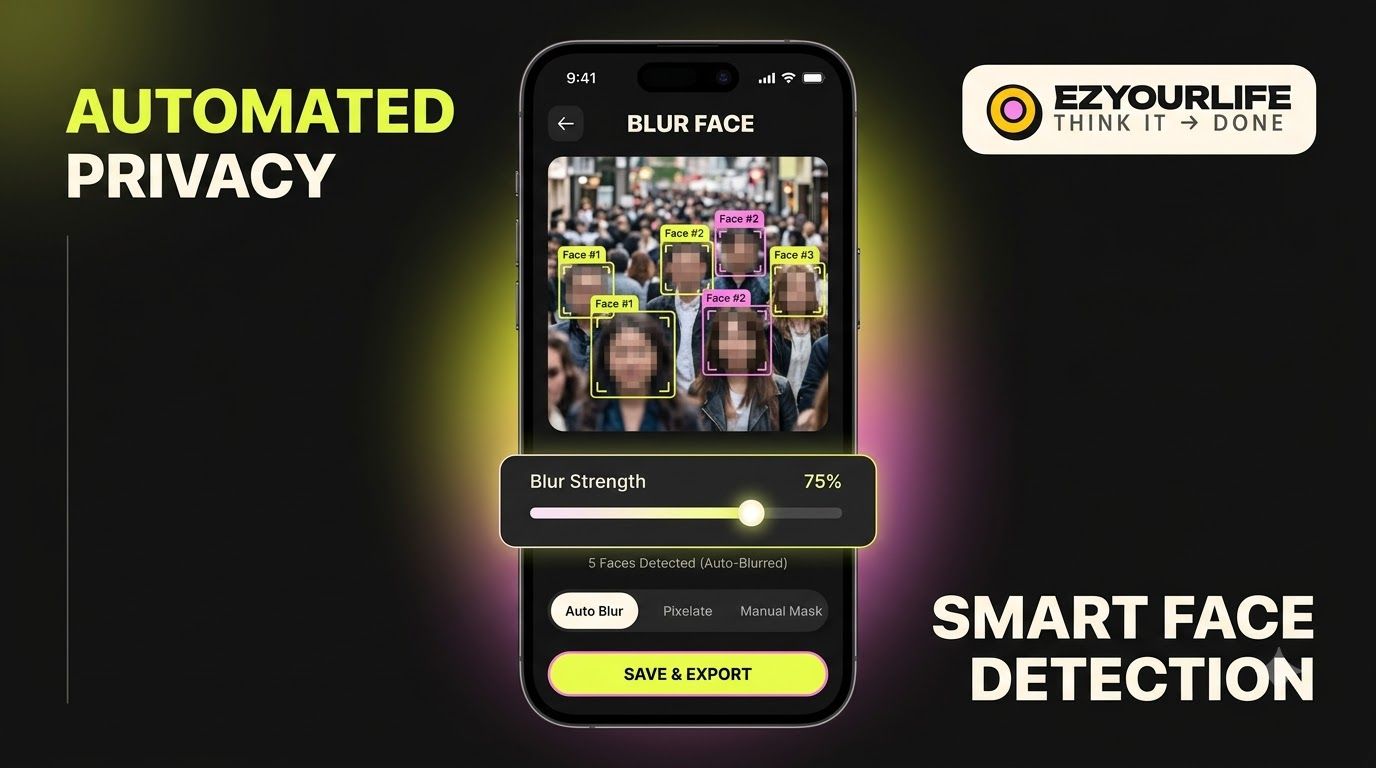 AUTOMATED
PRIVACY
9:41
BLUR FACE
EZYOURLIFE
THINK IT → DONE
Face #2
Face #2
Face #1
Face #3
Face #1
Face #2
Blur Strength 75%
5 Faces Detected (Auto-Blurred)
Auto Blur Pixelate Manual Mask
SAVE & EXPORT
SMART FACE
DETECTION